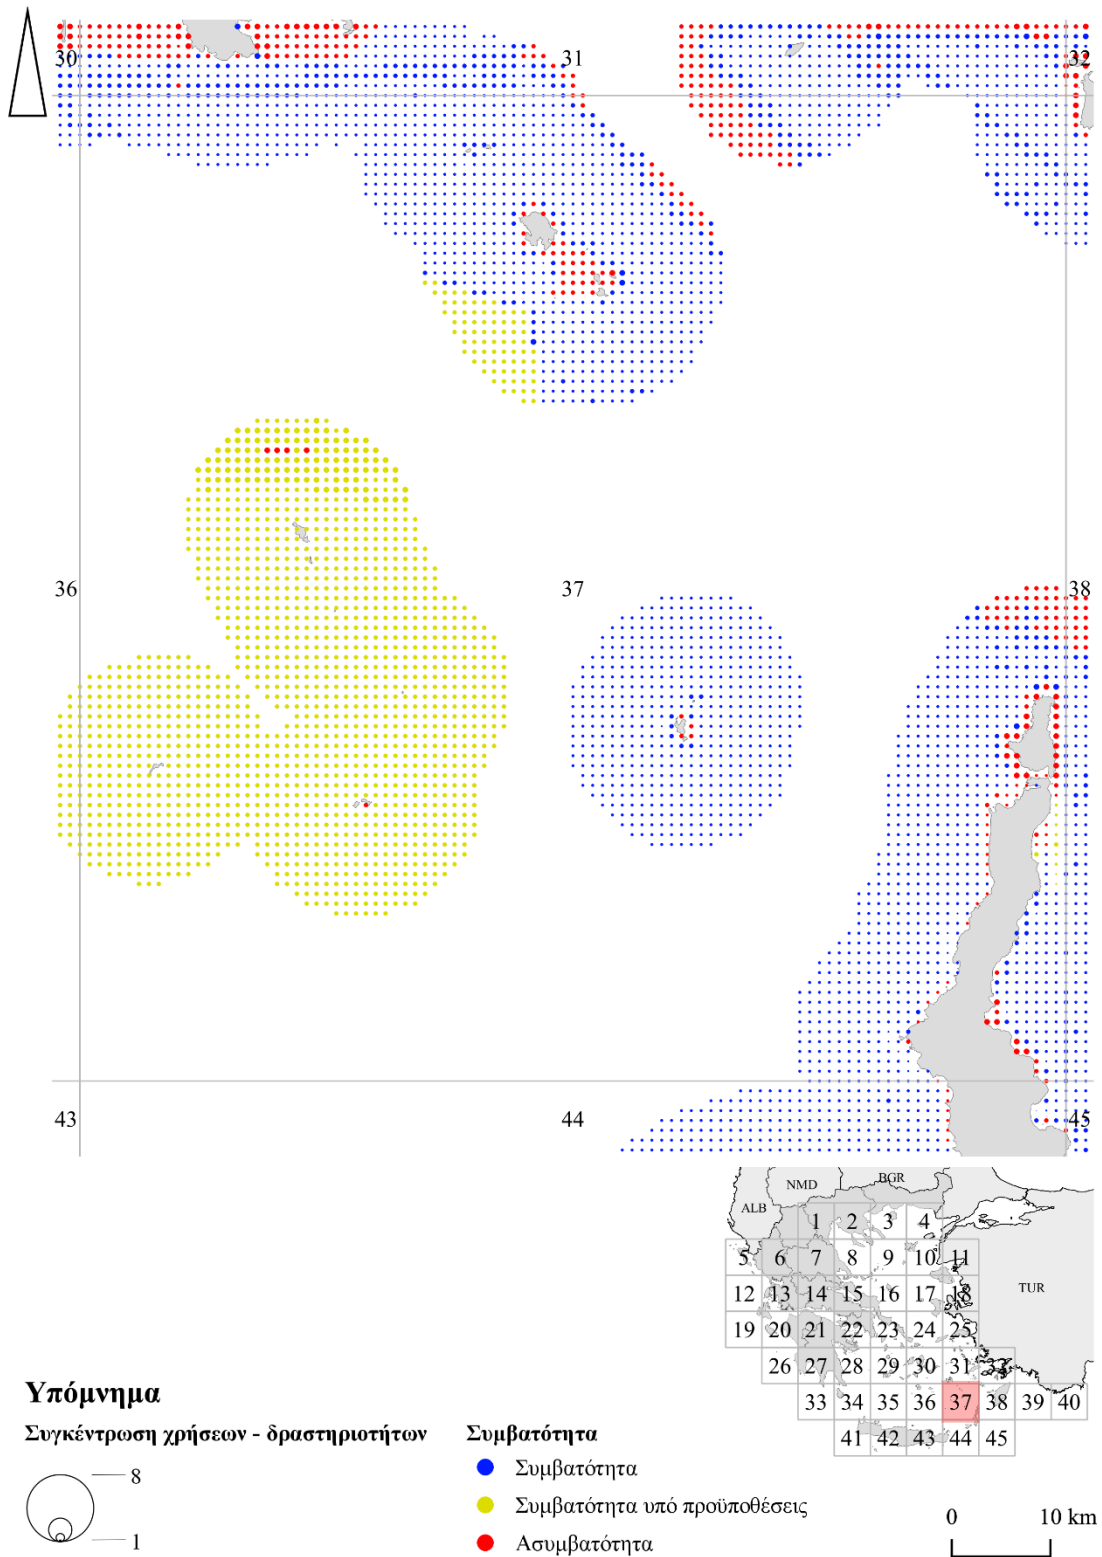 30 31 32
36 37 38
43 44 45
NMD BGR
ALB
1 2 3 4
5 6 7 8 9 10 11
TUR
12 13 14 15 16 17 18
19 20 21 22 23 24 25
26 27 28 29 30 31 32
33 34 35 36 37 38 39 40
41 42 43 44 45
Υπόμνημα
Συγκέντρωση χρήσεων - δραστηριοτήτων
8
1
Συμβατότητα
Συμβατότητα
Συμβατότητα υπό προϋποθέσεις
Ασυμβατότητα
0 10 km